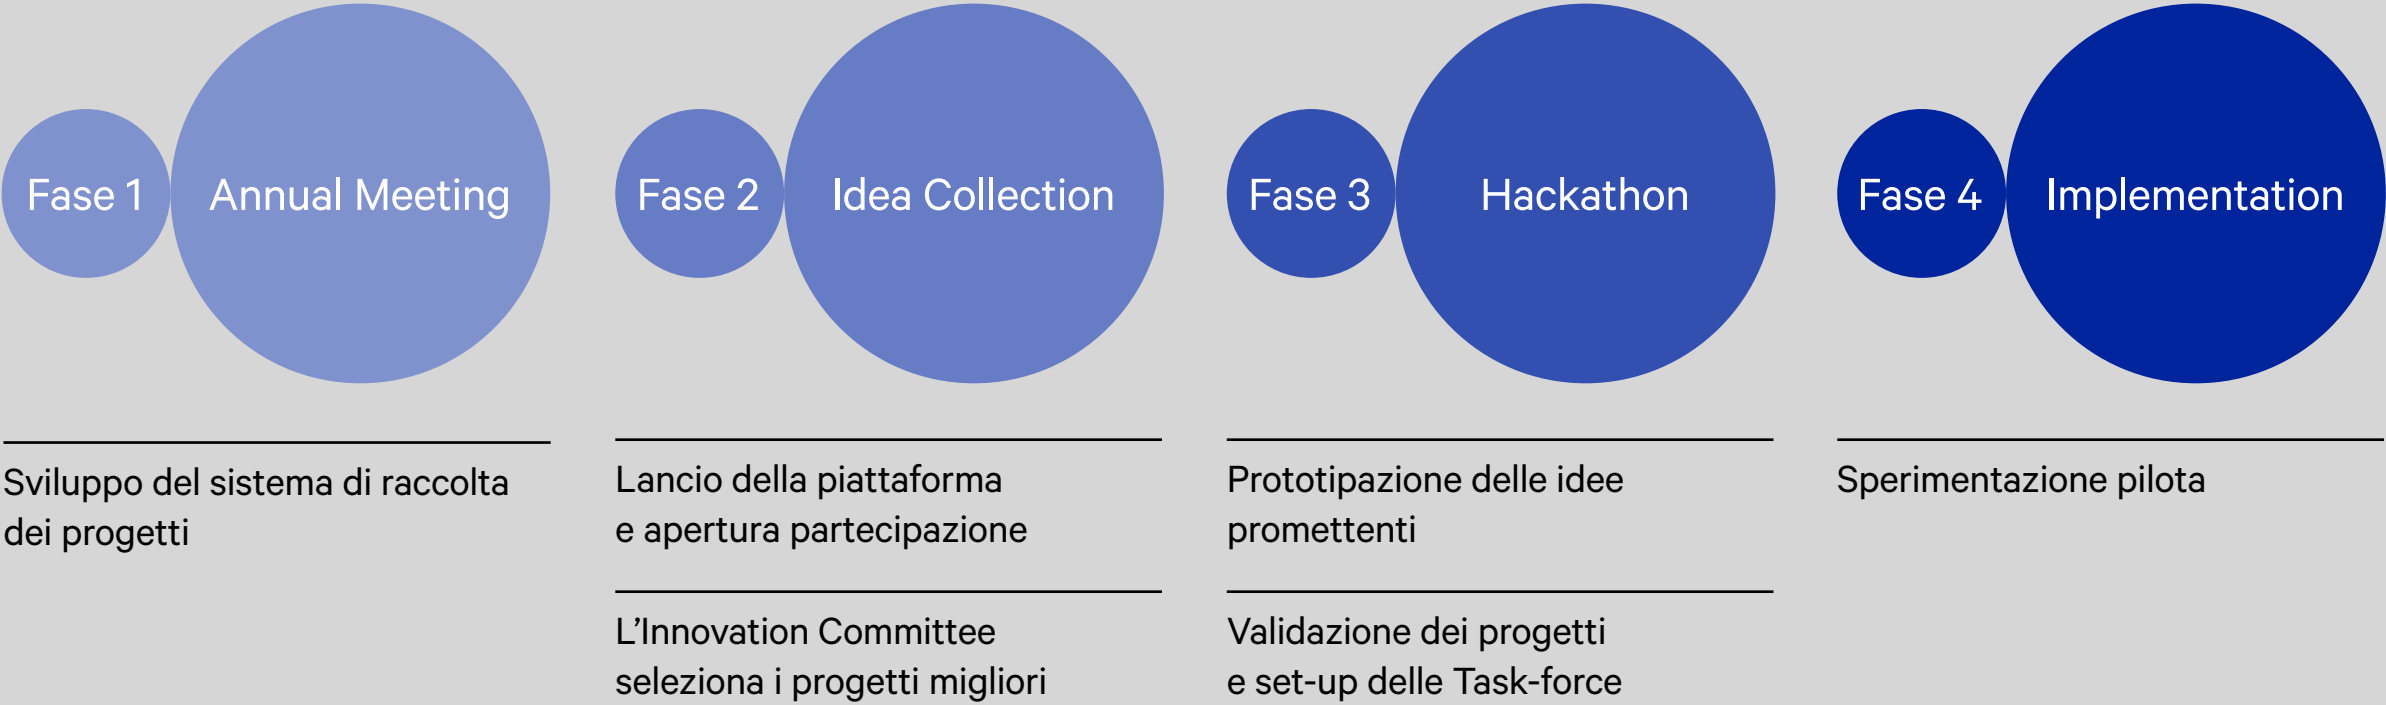 Fase 1
Annual Meeting
Sviluppo del sistema di raccolta
dei progetti
Fase 2
Idea Collection
Lancio della piattaforma
e apertura partecipazione
L’Innovation Committee
seleziona i progetti migliori
Fase 3
Hackathon
Prototipazione delle idee
promettenti
Validazione dei progetti
e set-up delle Task-force
Fase 4
Implementation
Sperimentazione pilota